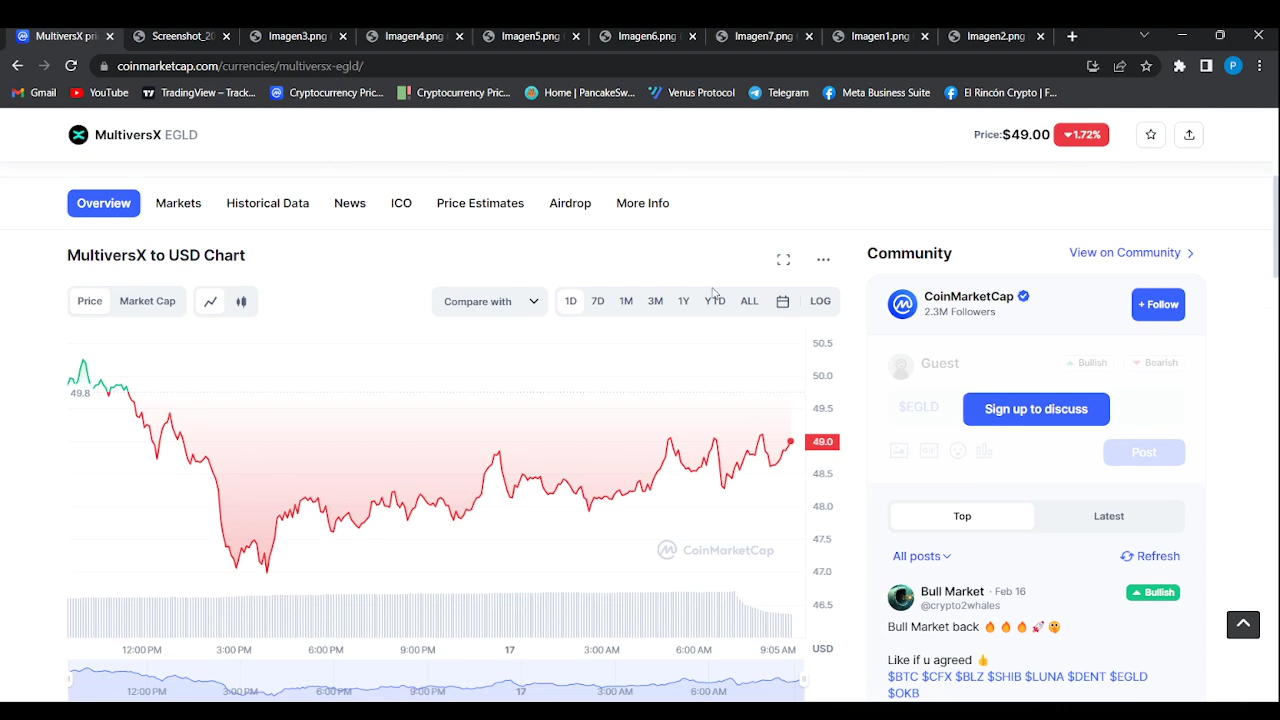 MultiversX pri
Screenshot_20
Imagen3.png
Imagen4.png
Imagen5.png
Imagen6.png
Imagen7.png
Imagen1.png
Imagen2.png
coinmarketcap.com/currencies/multiversx-egld/
P
Gmail
YouTube
TradingView – Track...
Cryptocurrency Pric...
Cryptocurrency Pric...
Home | PancakeSw...
Venus Protocol
Telegram
Meta Business Suite
El Rincón Crypto | F...
MultiversX EGLD
Price:$49.00
1.72%
Overview
Markets
Historical Data
News
ICO
Price Estimates
Airdrop
More Info
MultiversX to USD Chart
Price
Market Cap
Compare with
1D
7D
1M
3M
1Y
YTD
ALL
LOG
50.5
50.0
49.8
49.5
49.0
48.5
48.0
47.5
47.0
46.5
CoinMarketCap
12:00PM
3:00 PM
6:00 PM
9:00 PM
17
3:00 AM
6:00 AM
9:05 AM
USD
12:00PM
3:00 PM
6:00 PM
9:00 PM
17
3:00 AM
6:00 AM
Community
View on Community
CoinMarketCap
2.3M Followers
+ Follow
Guest
Bullish
Bearish
$EGLD
Sign up to discuss
GIF
Post
Top
Latest
All posts
Refresh
Bull Market · Feb 16
@crypto2whales
Bullish
Bull Market back 🔥 🔥 🔥 🚀 🤫
Like if u agreed 👍
$BTC $CFX $BLZ $SHIB $LUNA $DENT $EGLD
$OKB